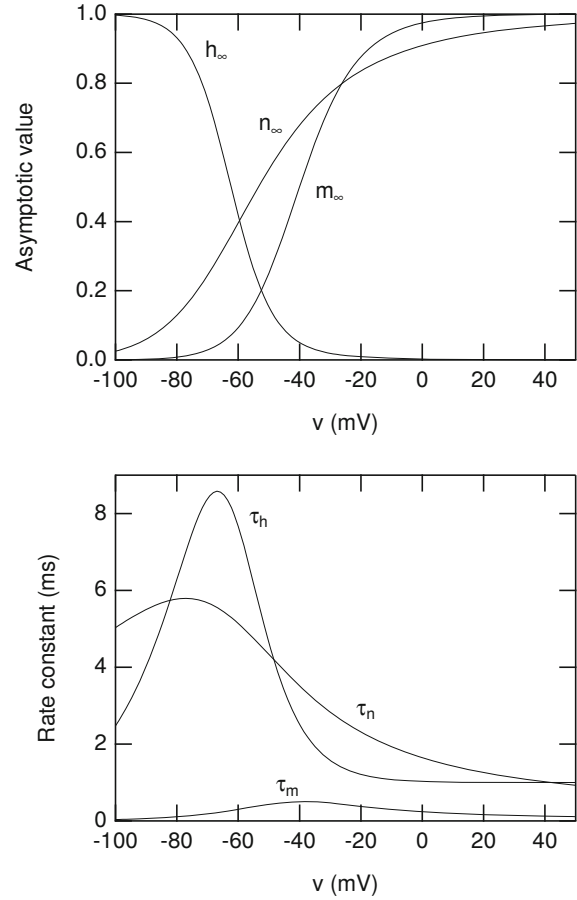 1.0
0.8
0.6
0.4
0.2
0.0
Asymptotic value
h∞
n∞
m∞
-100 -80 -60 -40 -20 0 20 40
v (mV)
8
6
4
2
0
Rate constant (ms)
τh
τn
τm
-100 -80 -60 -40 -20 0 20 40
v (mV)